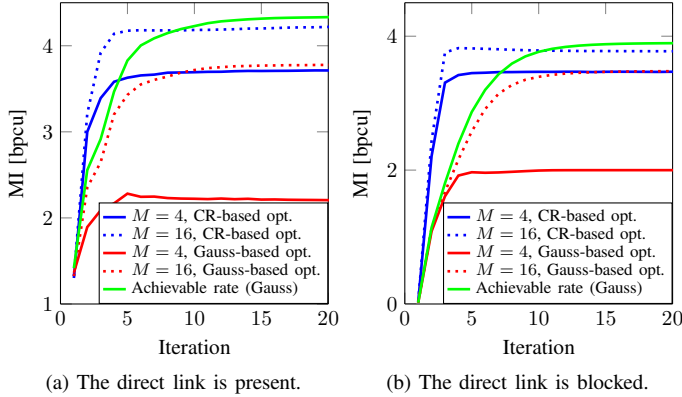 4
3
2
1
MI [bpcu]
M = 4, CR-based opt.
M = 16, CR-based opt.
M = 4, Gauss-based opt.
M = 16, Gauss-based opt.
Achievable rate (Gauss)
0 5 10 15 20
Iteration
(a) The direct link is present.
4
2
0
MI [bpcu]
M = 4, CR-based opt.
M = 16, CR-based opt.
M = 4, Gauss-based opt.
M = 16, Gauss-based opt.
Achievable rate (Gauss)
0 5 10 15 20
Iteration
(b) The direct link is blocked.